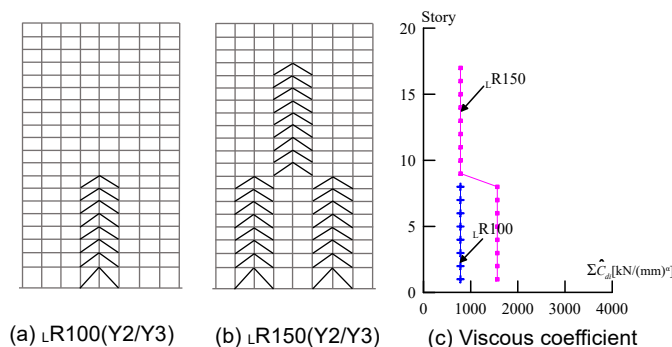 Story
20
15
10
5
0
0 1000 2000 3000 4000
LR150
LR100
ΣĈdi[kN/(mm)^α]
(a) LR100(Y2/Y3)
(b) LR150(Y2/Y3)
(c) Viscous coefficient